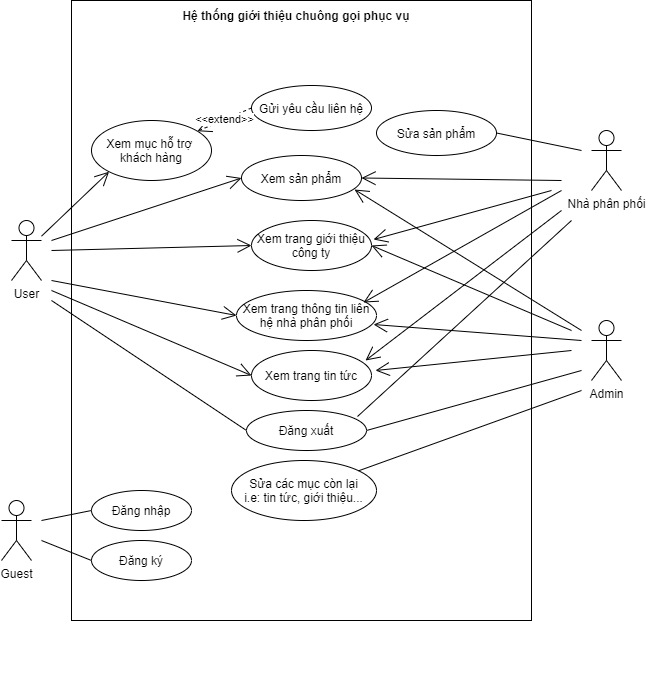 Hệ thống giới thiệu chuông gọi phục vụ
Gửi yêu cầu liên hệ
<<extend>>
Sửa sản phẩm
Xem mục hỗ trợ
khách hàng
Xem sản phẩm
Nhà phân phối
Xem trang giới thiệu
công ty
User
Xem trang thông tin liên
hệ nhà phân phối
Xem trang tin tức
Admin
Đăng xuất
Sửa các mục còn lại
i.e: tin tức, giới thiệu...
Đăng nhập
Đăng ký
Guest